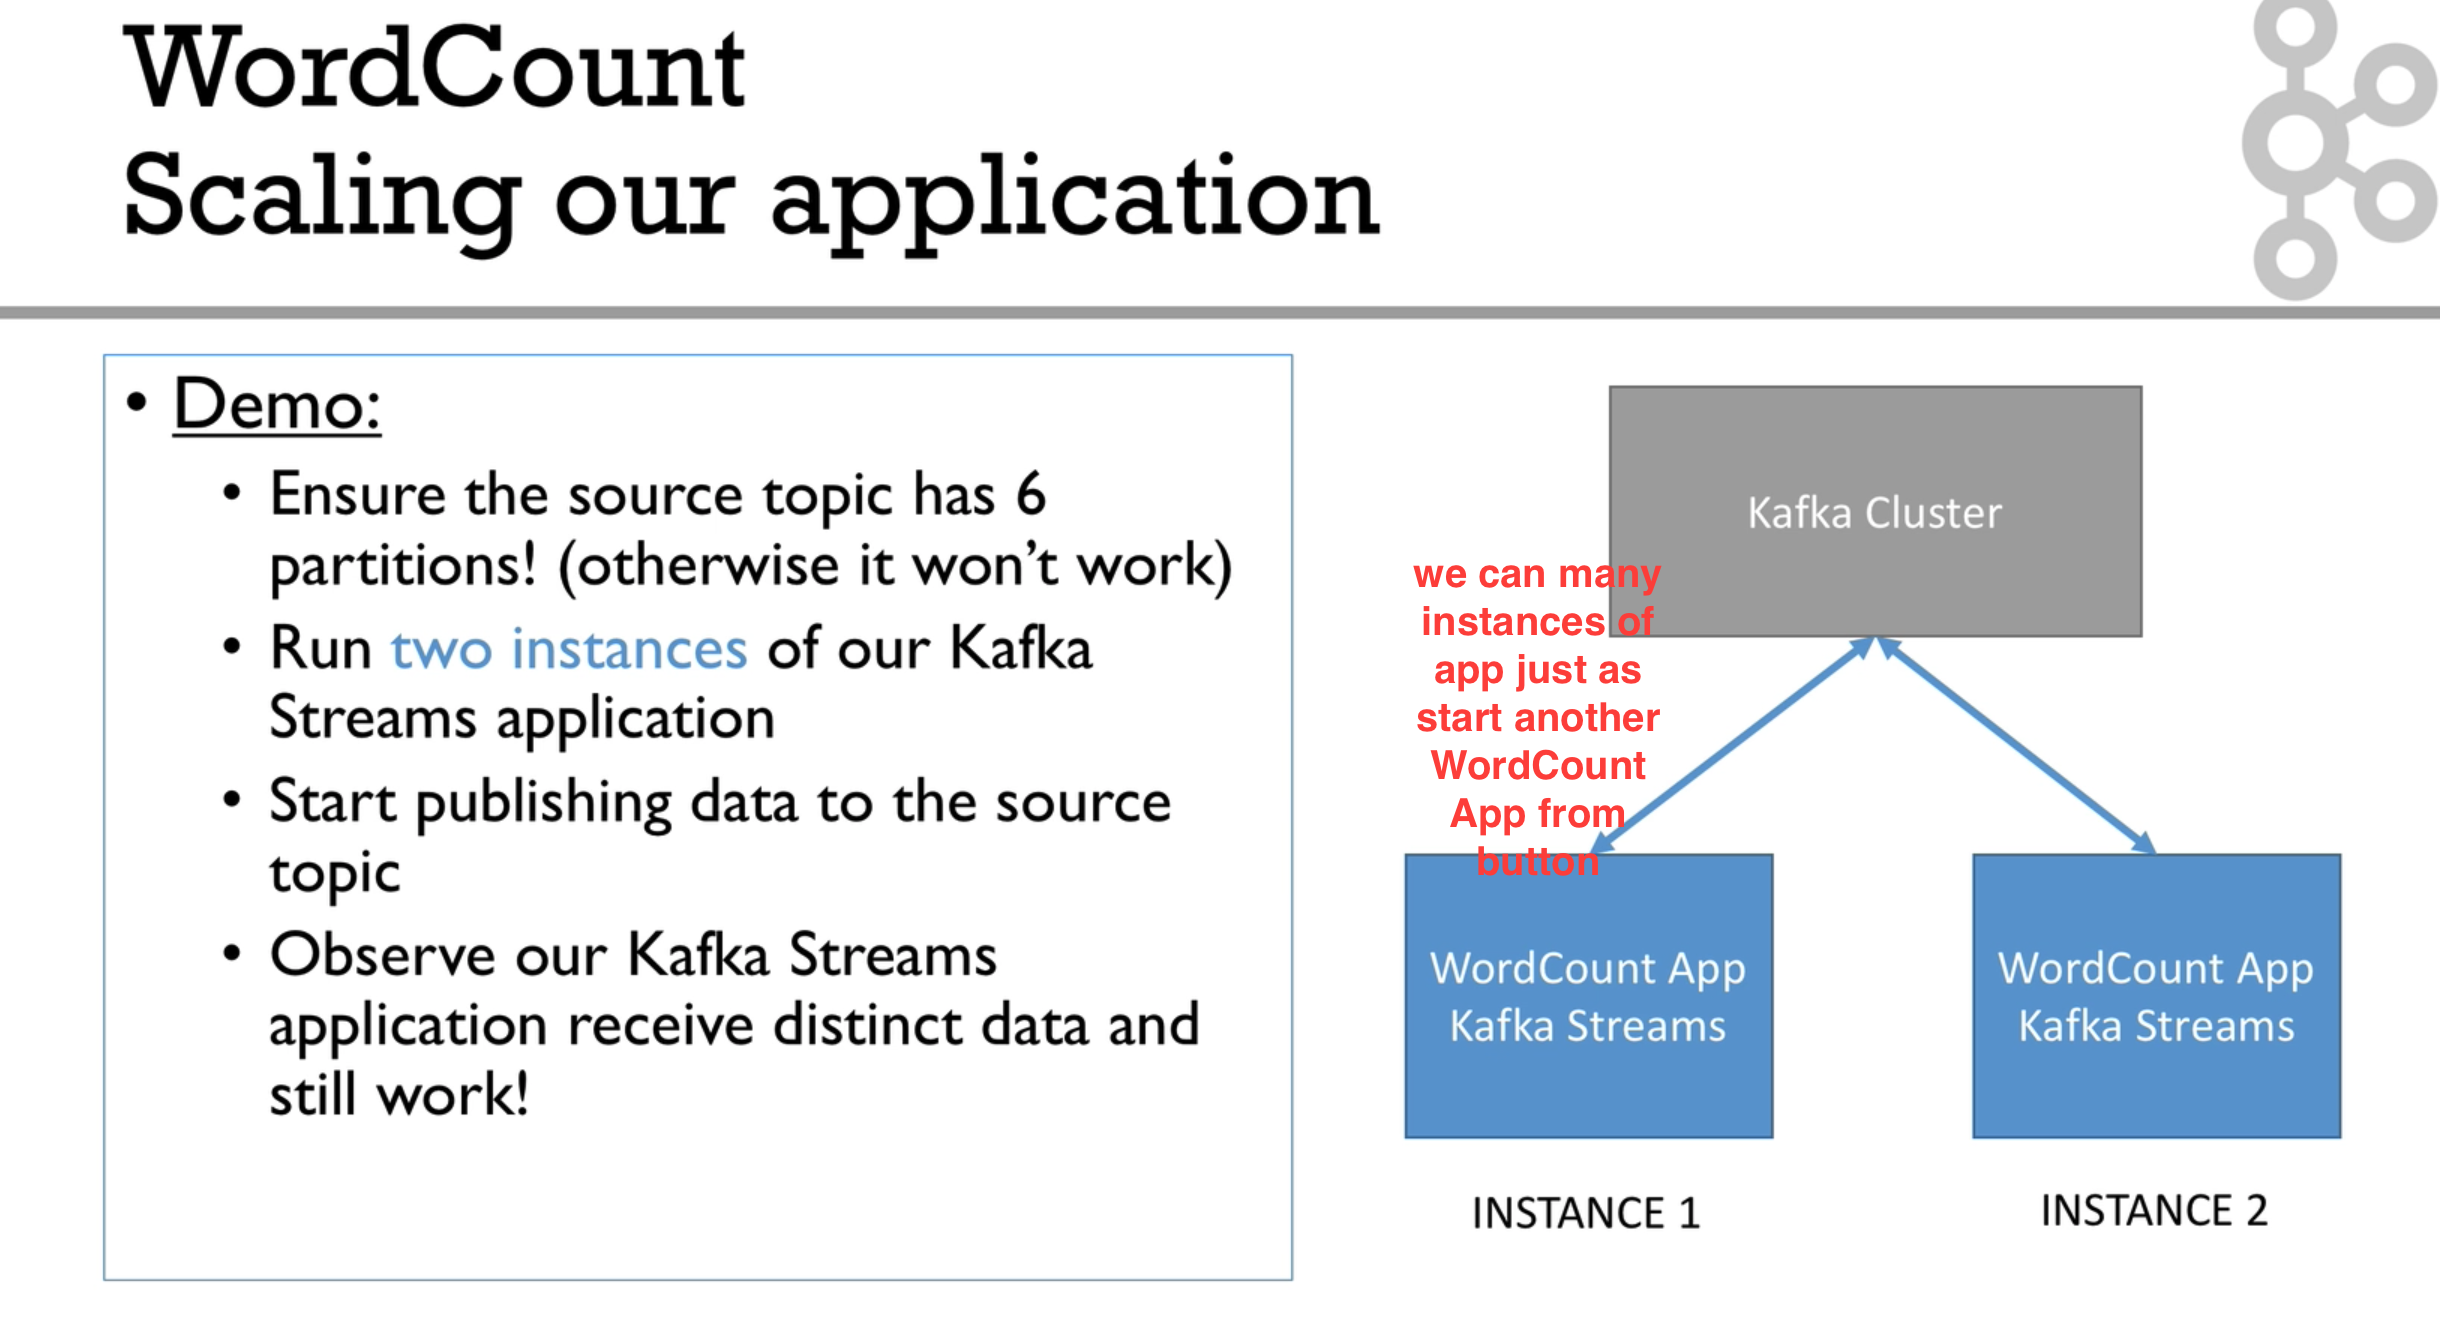 WordCount
Scaling our application
• Demo:
• Ensure the source topic has 6
partitions! (otherwise it won’t work)
• Run two instances of our Kafka
Streams application
• Start publishing data to the source
topic
• Observe our Kafka Streams
application receive distinct data and
still work!
Kafka Cluster
we can many
instances of
app just as
start another
WordCount
App from
button
WordCount App
Kafka Streams
INSTANCE 1
WordCount App
Kafka Streams
INSTANCE 2